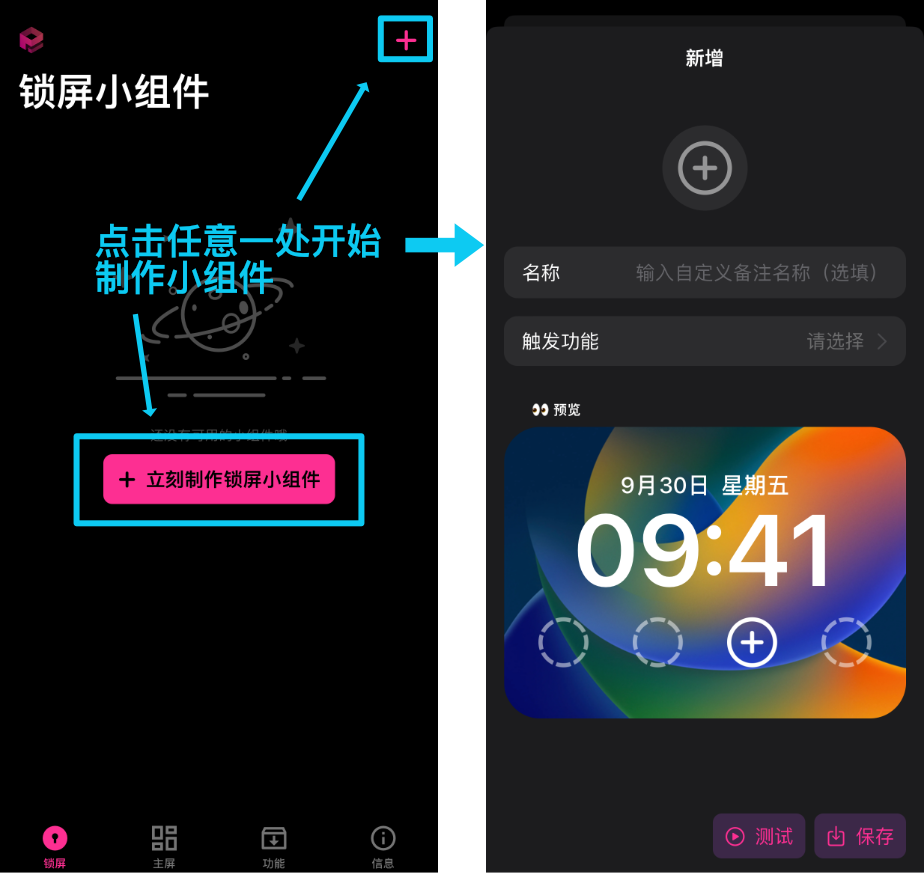 锁屏小组件
点击任意一处开始
制作小组件
还没有可用的小组件哦
立刻制作锁屏小组件
锁屏
主屏
功能
信息
新增
名称
输入自定义备注名称（选填）
触发功能
请选择
预览
9月30日 星期五
09:41
测试
保存